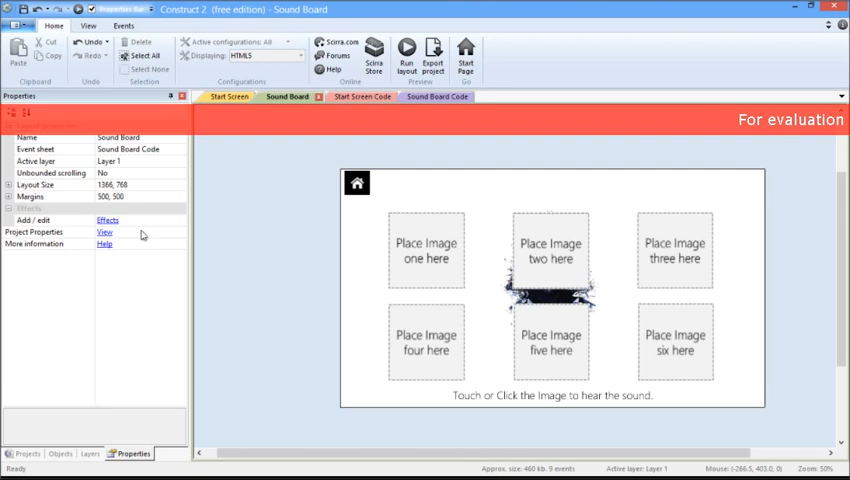 Construct 2 (free edition) - Sound Board
Home View Events
Paste
Cut
Copy
Undo
Redo
Delete
Select All
Select None
Active configurations: All
Displaying: HTML5
Scirra.com
Forums
Help
Scirra Store
Run layout
Export project
Start Page
Clipboard Undo Selection Configurations Online Preview Go
Properties
Start Screen Sound Board Start Screen Code Sound Board Code
For evaluation
Name Sound Board
Event sheet Sound Board Code
Active layer Layer 1
Unbounded scrolling No
Layout Size 1366, 768
Margins 500, 500
Effects
Add / edit Effects
Project Properties View
More information Help
Place Image one here
Place Image two here
Place Image three here
Place Image four here
Place Image five here
Place Image six here
Touch or Click the Image to hear the sound.
Projects Objects Layers Properties
Ready
Approx. size: 460 kb. 9 events
Active layer: Layer 1
Mouse: (-266.5, 403.0, 0)
Zoom: 50%